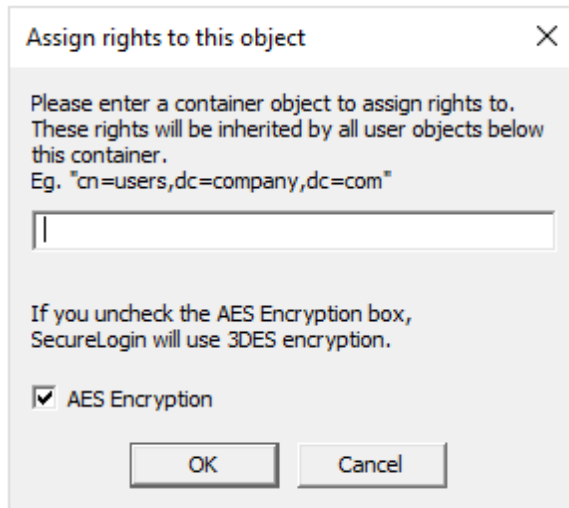 Assign rights to this object
Please enter a container object to assign rights to.
These rights will be inherited by all user objects below
this container.
Eg. "cn=users,dc=company,dc=com"
If you uncheck the AES Encryption box,
SecureLogin will use 3DES encryption.
AES Encryption
OK Cancel